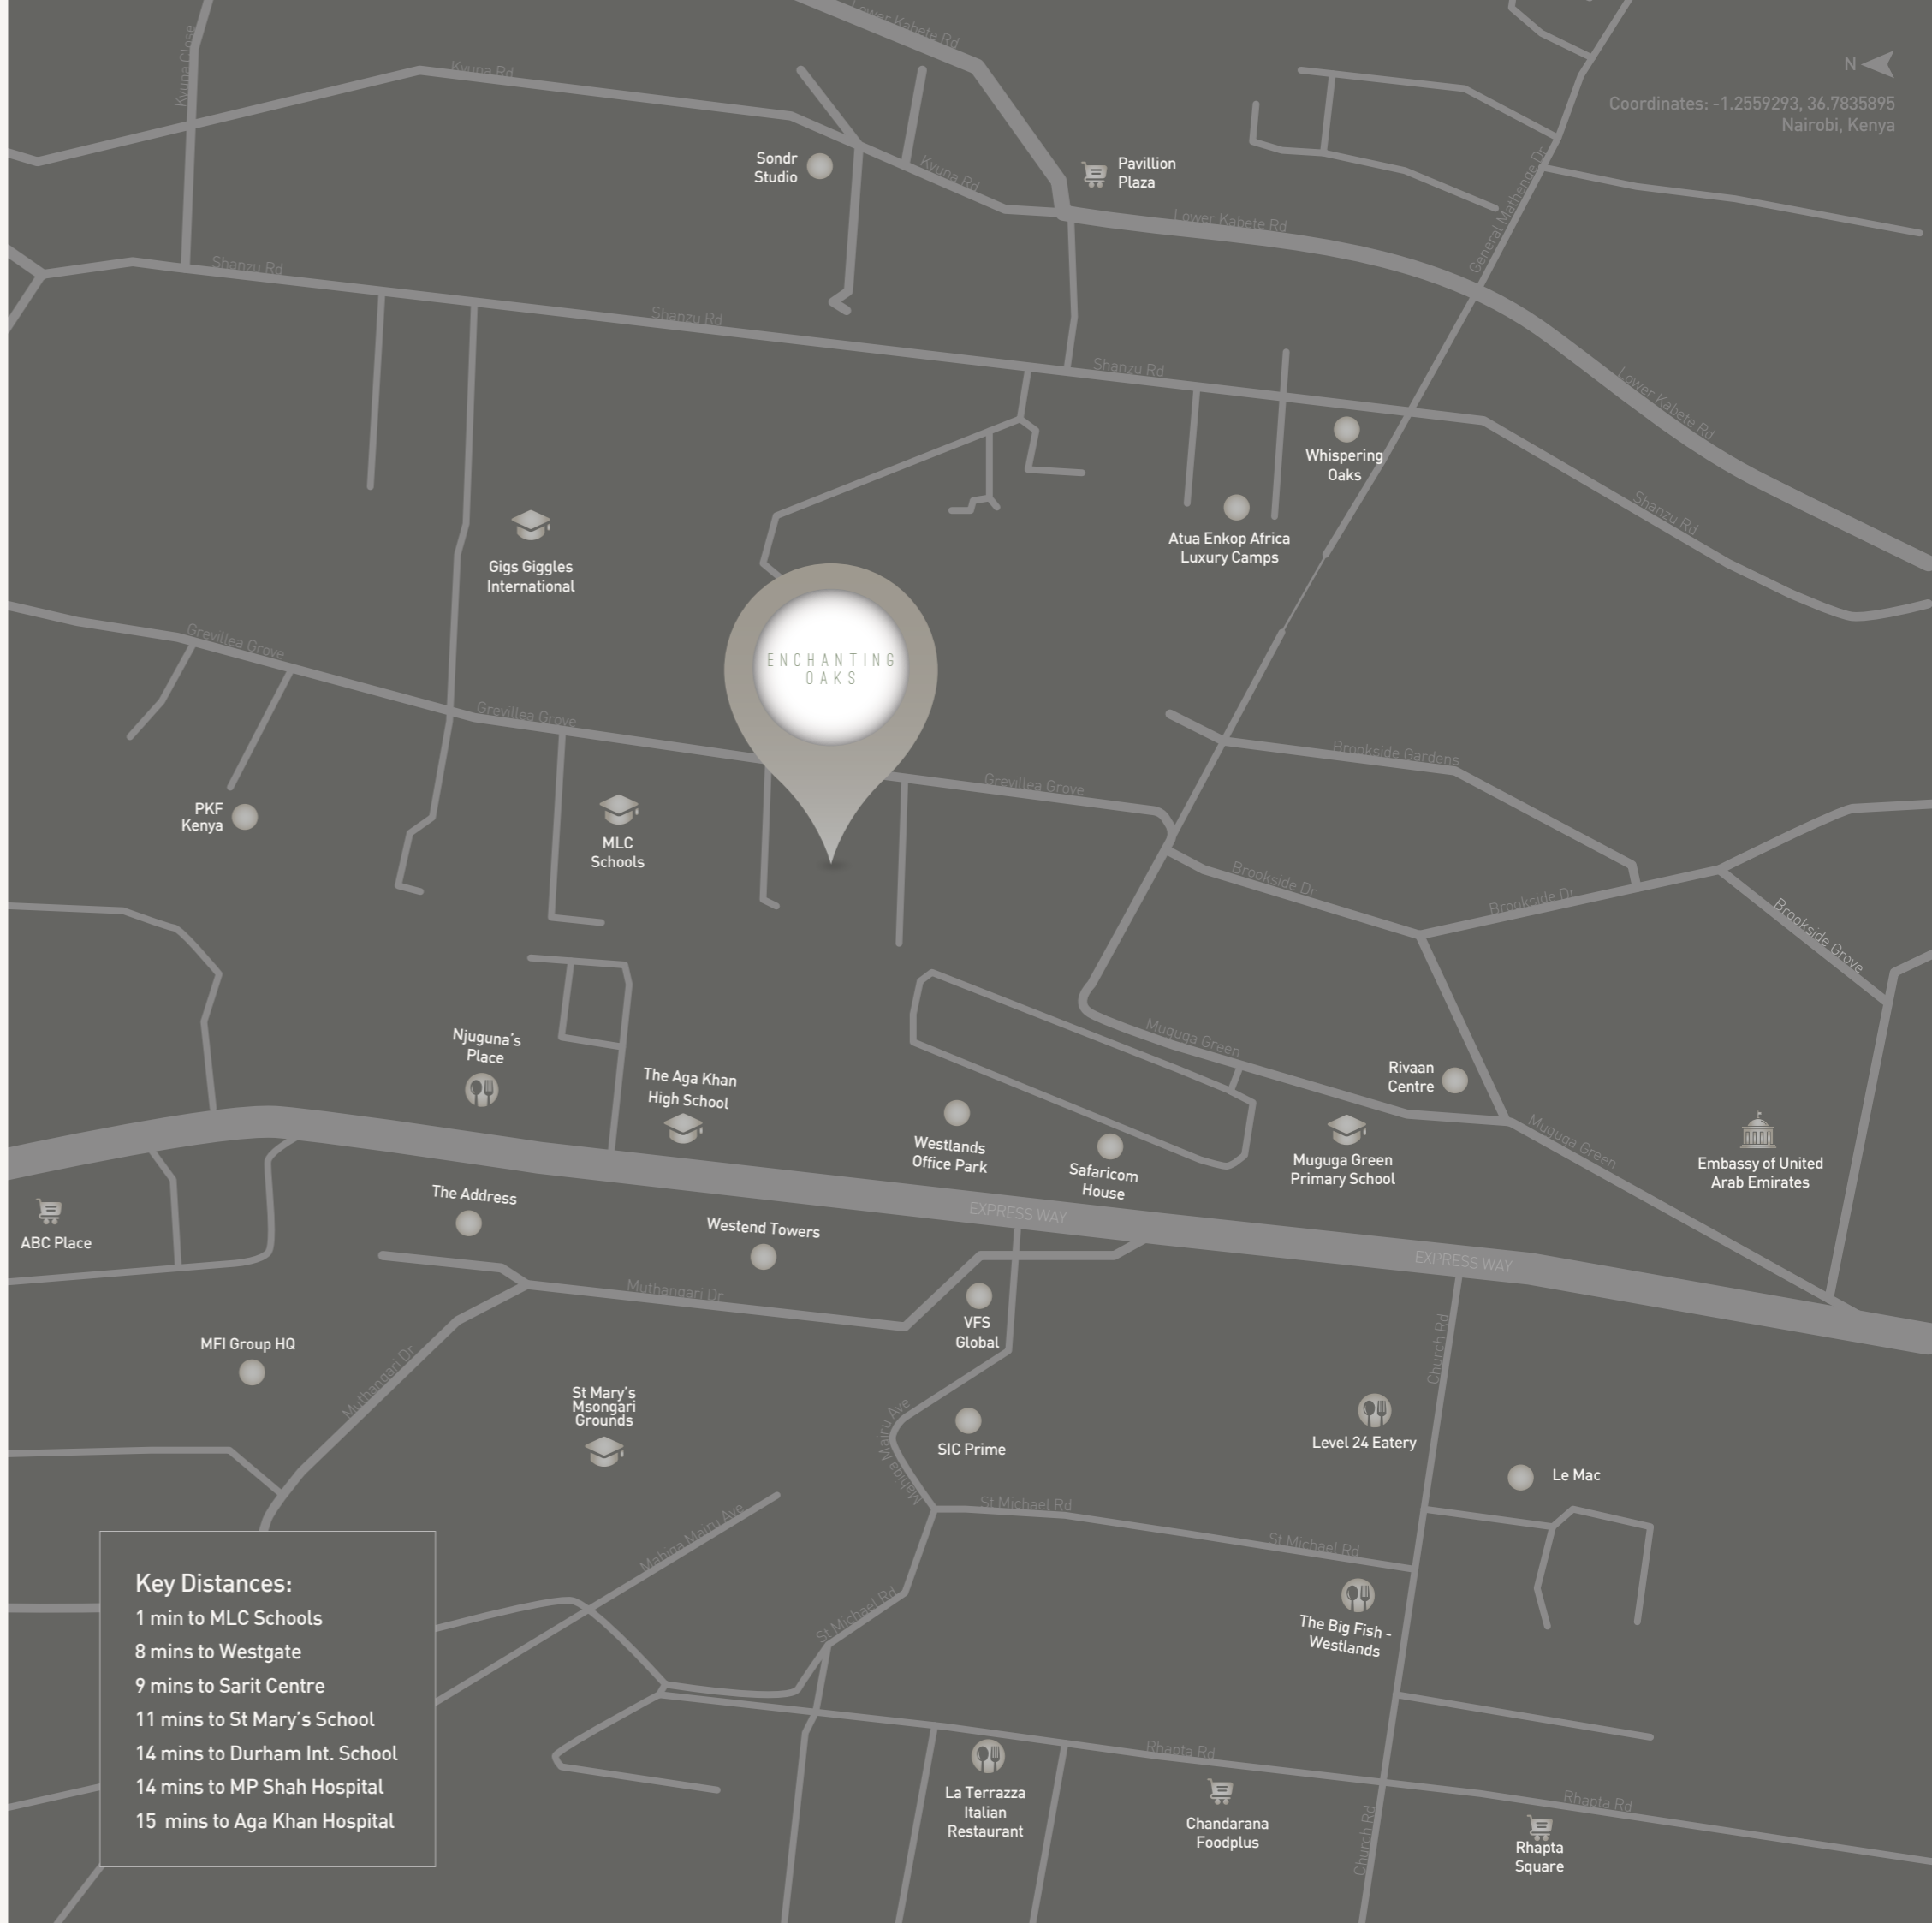 Lower Kabete Rd
Kyuna Close
Kyuna Rd
N
Coordinates: -1.2559293, 36.7835895
Nairobi, Kenya
Sondr
Studio
Kyuna Rd
Pavillion
Plaza
Lower Kabete Rd
General Mathenge Dr
Shanzu Rd
Shanzu Rd
Shanzu Rd
Lower Kabete Rd
Whispering
Oaks
Shanzu Rd
Atua Enkop Africa
Luxury Camps
Gigs Giggles
International
Grevillea Grove
ENCHANTING
OAKS
Grevillea Grove
Grevillea Grove
Brookside Gardens
PKF
Kenya
MLC
Schools
Brookside Dr
Brookside Dr
Brookside Grove
Njuguna's
Place
The Aga Khan
High School
Muguga Green
Rivaan
Centre
Westlands
Office Park
Safaricom
House
Muguga Green
Primary School
Muguga Green
Embassy of United
Arab Emirates
ABC Place
The Address
Westend Towers
EXPRESS WAY
EXPRESS WAY
Muthangari Dr
VFS
Global
Church Rd
MFI Group HQ
Muthangari Dr
St Mary's
Msongari
Grounds
Mahiga Mairu Ave
SIC Prime
Level 24 Eatery
Le Mac
Mahiga Mairu Ave
St Michael Rd
St Michael Rd
Mahiga
St Michael Rd
The Big Fish -
Westlands
Key Distances:
1 min to MLC Schools
8 mins to Westgate
9 mins to Sarit Centre
11 mins to St Mary's School
14 mins to Durham Int. School
14 mins to MP Shah Hospital
15 mins to Aga Khan Hospital
Rhapta Rd
La Terrazza
Italian
Restaurant
Chandarana
Foodplus
Church Rd
Rhapta Rd
Rhapta
Square